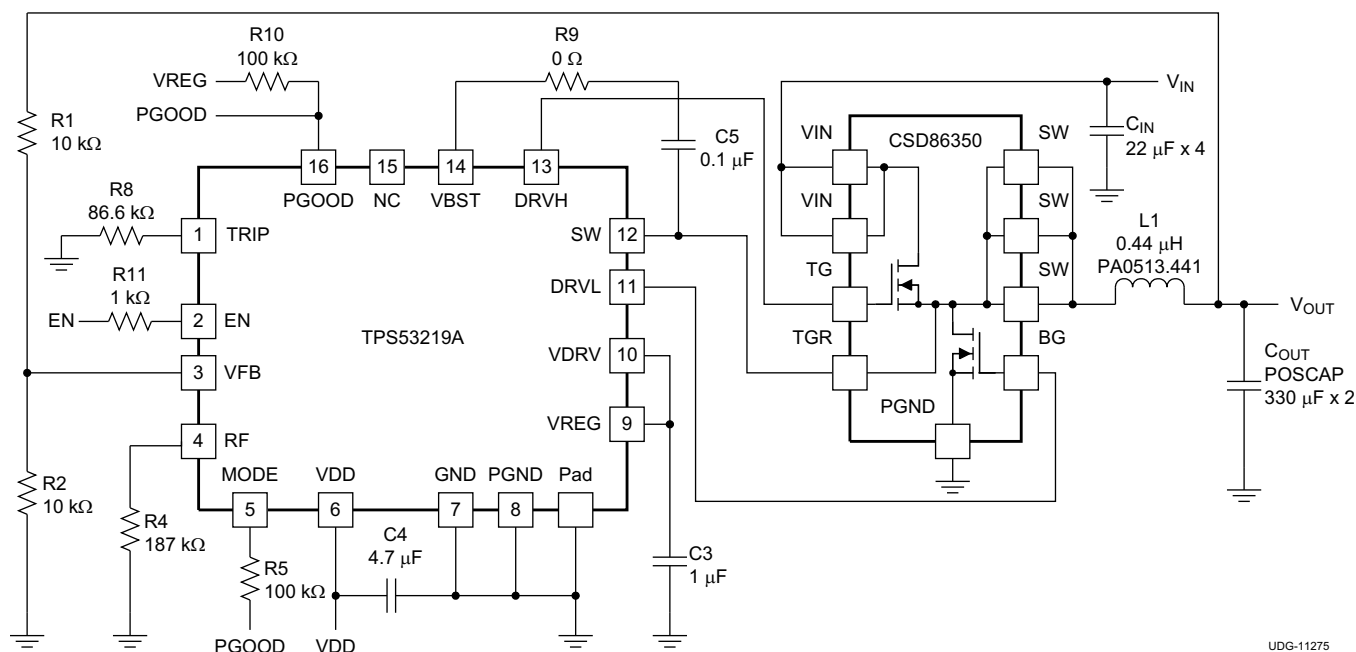 R10
100 kΩ
VREG
PGOOD
R9
0 Ω
C5
0.1 μF
R1
10 kΩ
R8
86.6 kΩ
R11
1 kΩ
EN
R2
10 kΩ
R4
187 kΩ
16
15
14
13
PGOOD
NC
VBST
DRVH
1
TRIP
2
EN
3
VFB
4
RF
TPS53219A
SW
12
DRVL
11
VDRV
10
VREG
9
MODE
VDD
GND
PGND
Pad
5
6
7
8
R5
100 kΩ
PGOOD
C4
4.7 μF
VDD
C3
1 μF
VIN
CSD86350
SW
VIN
SW
TG
SW
TGR
BG
PGND
VIN
CIN
22 μF x 4
L1
0.44 μH
PA0513.441
VOUT
COUT
POSCAP
330 μF x 2
UDG-11275